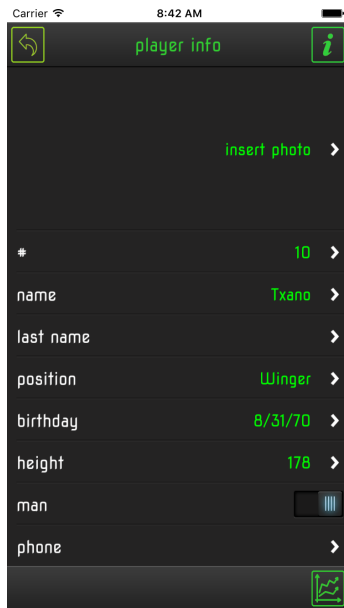 Carrier 8:42 AM
player info i
insert photo
# 10
name Txano
last name
position Winger
birthday 8/31/70
height 178
man
phone